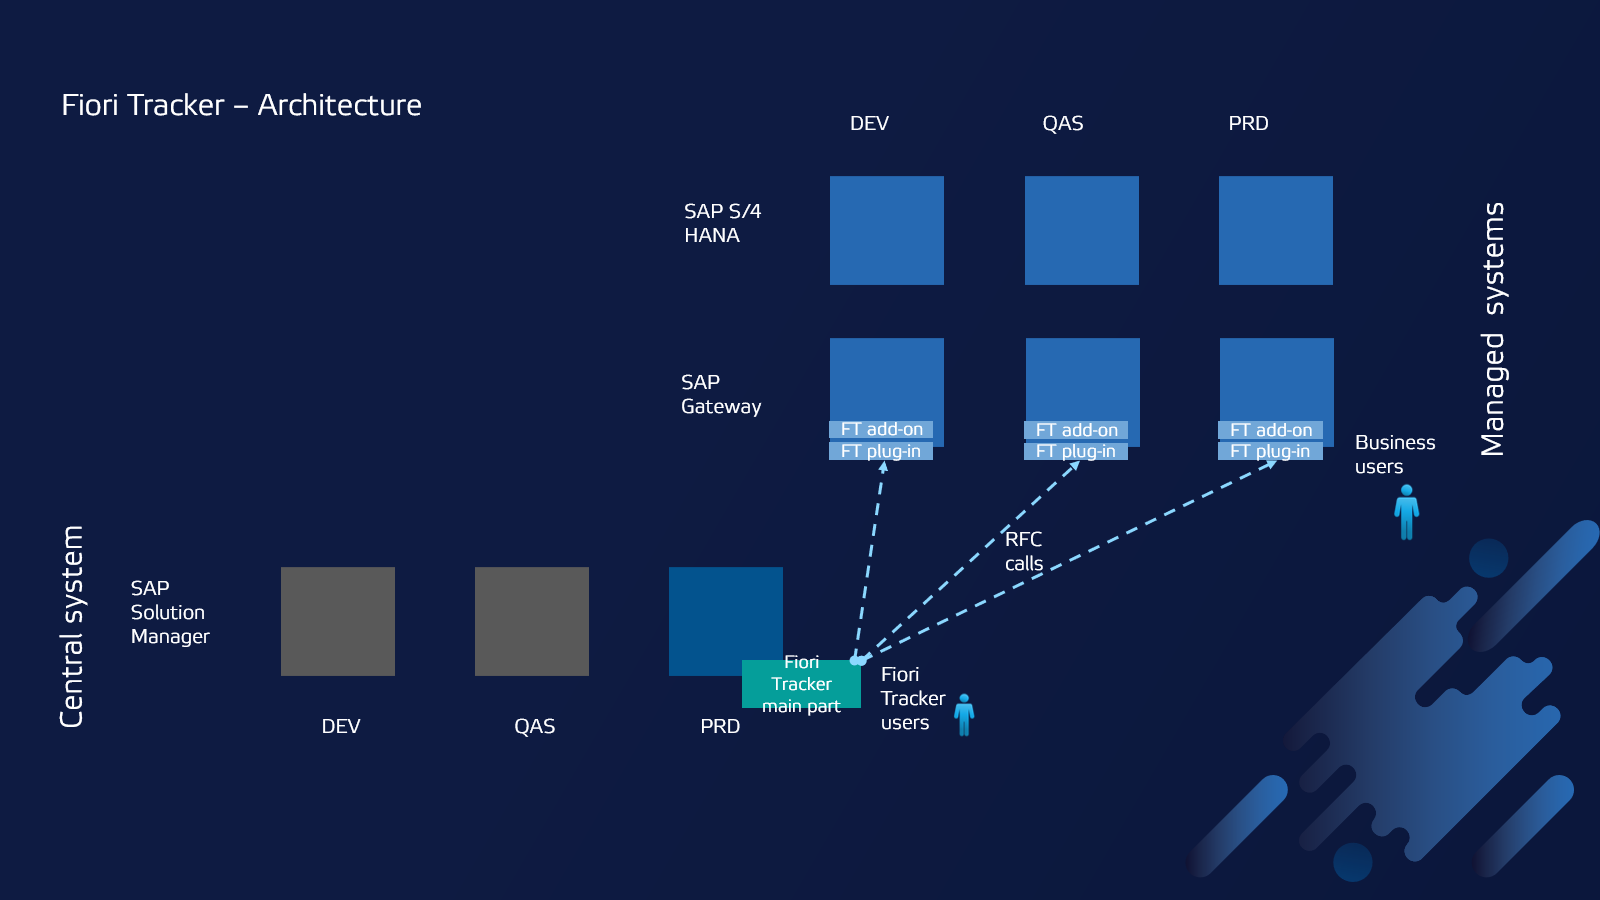 Fiori Tracker – Architecture
DEV
QAS
PRD
SAP S/4
HANA
Managed systems
SAP
Gateway
FT add-on
FT plug-in
FT add-on
FT plug-in
FT add-on
FT plug-in
Business
users
RFC
calls
Central system
SAP
Solution
Manager
Fiori
Tracker
main part
Fiori
Tracker
users
DEV
QAS
PRD